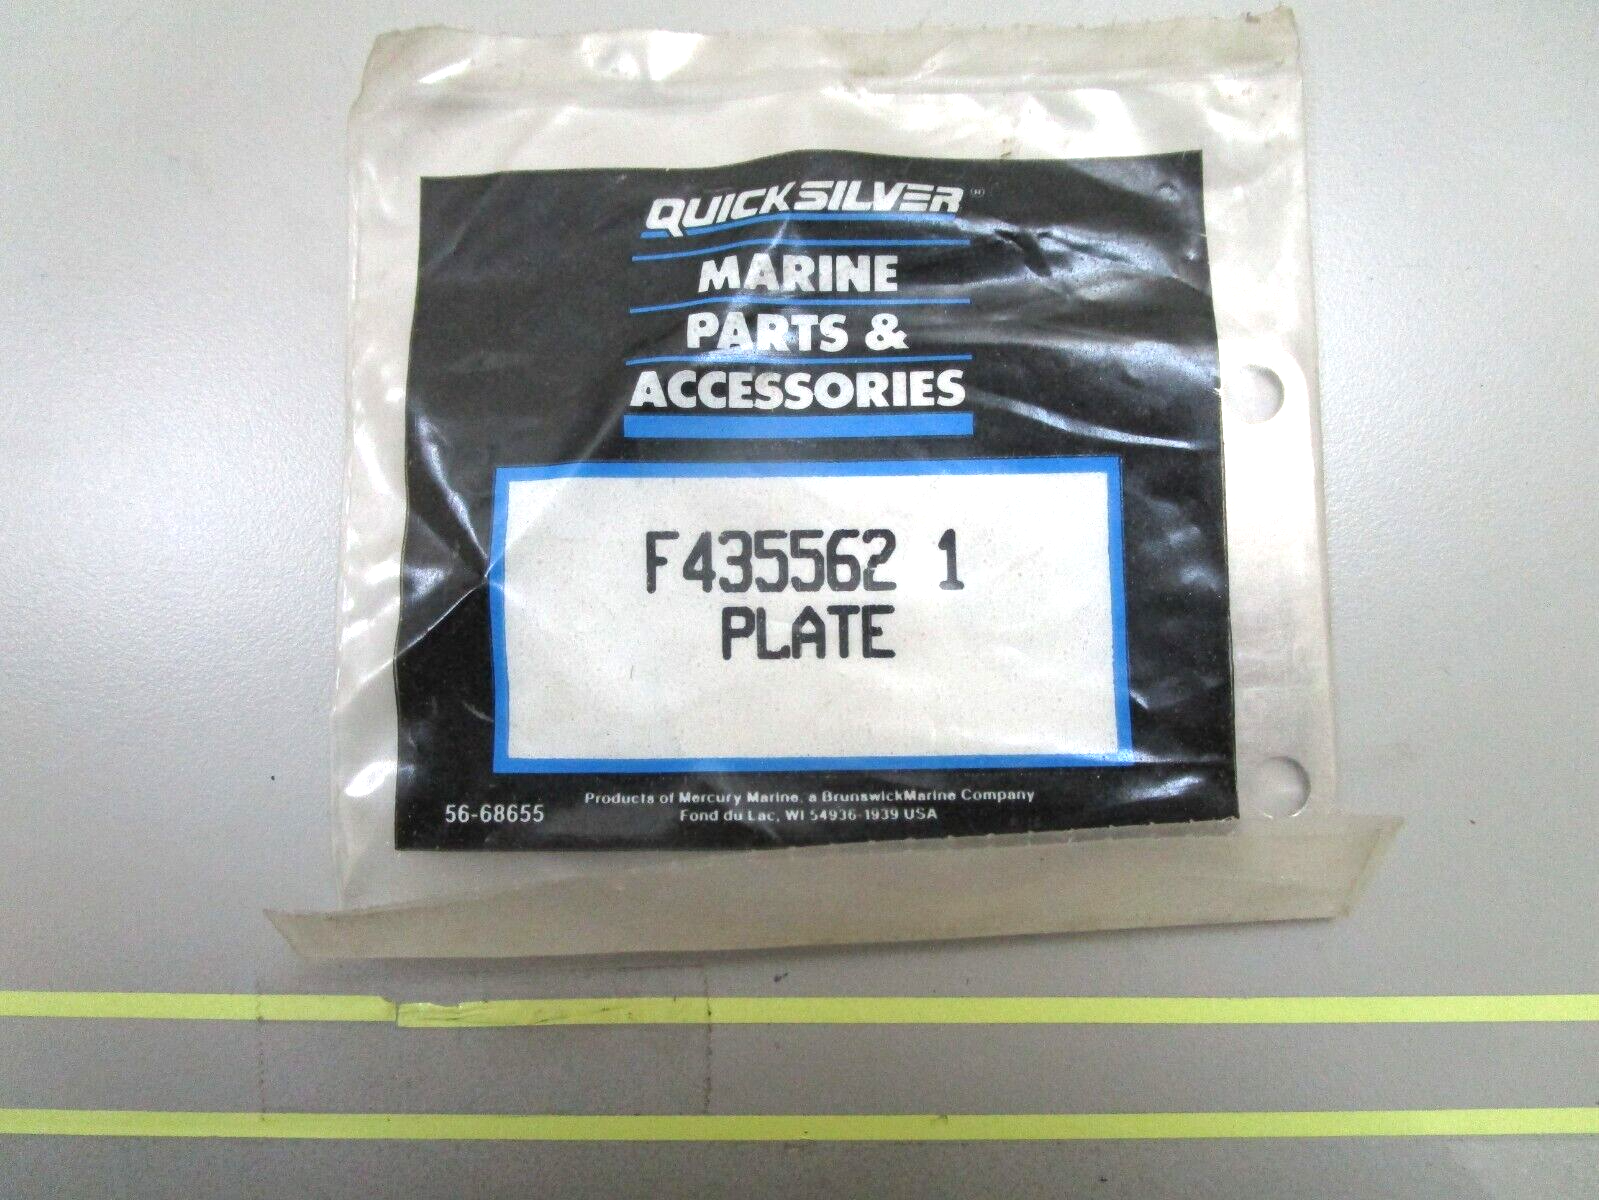 QUICKSILVER
MARINE
PARTS &
ACCESSORIES
F435562 1
PLATE
56-68655
Products of Mercury Marine, a BrunswickMarine Company
Fond du Lac, WI 54936-1939 USA